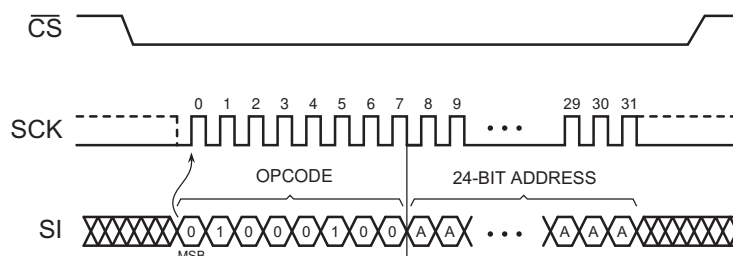 CS
0 1 2 3 4 5 6 7 8 9 29 30 31
SCK
OPCODE 24-BIT ADDRESS
SI 0 1 0 0 0 1 0 0 A A A A A
MSB